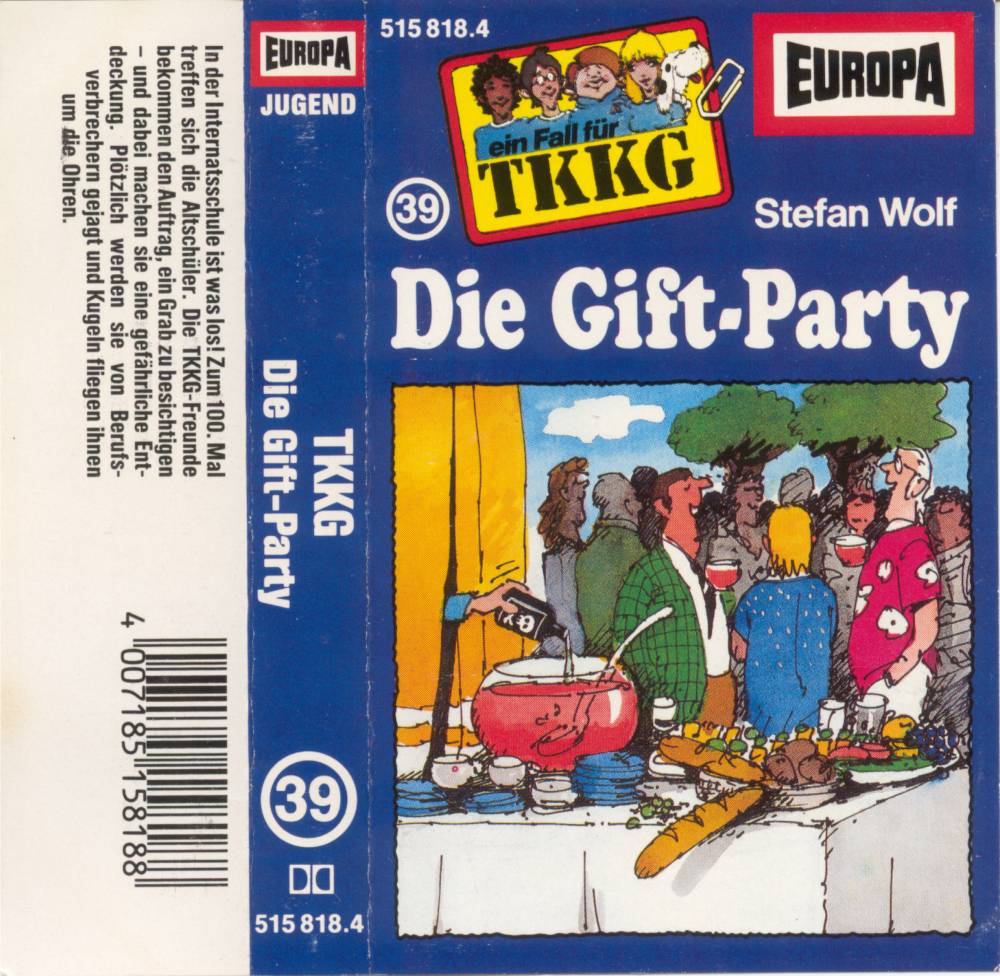 In der Internatsschule ist was los! Zum 100. Mal
treffen sich die Altschüler. Die TKKG-Freunde
bekommen den Auftrag, ein Grab zu besichtigen
– und dabei machen sie eine gefährliche Ent-
deckung. Plötzlich werden sie von Berufs-
verbrechern gejagt und Kugeln fliegen ihnen
um die Ohren.
4 007185 158188
EUROPA
JUGEND
TKKG
Die Gift-Party
39
515 818.4
515 818.4
ein Fall für
TKKG
EUROPA
39
Stefan Wolf
Die Gift-Party